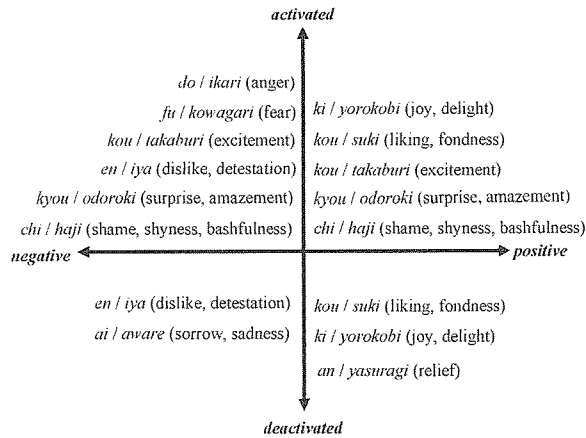 activated
do / ikari (anger)
fu / kowagari (fear)
ki / yorokobi (joy, delight)
kou / takaburi (excitement)
kou / suki (liking, fondness)
en / iya (dislike, detestation)
kou / takaburi (excitement)
kyou / odoroki (surprise, amazement)
kyou / odoroki (surprise, amazement)
chi / haji (shame, shyness, bashfulness)
chi / haji (shame, shyness, bashfulness)
negative
positive
en / iya (dislike, detestation)
kou / suki (liking, fondness)
ai / aware (sorrow, sadness)
ki / yorokobi (joy, delight)
an / yasuragi (relief)
deactivated